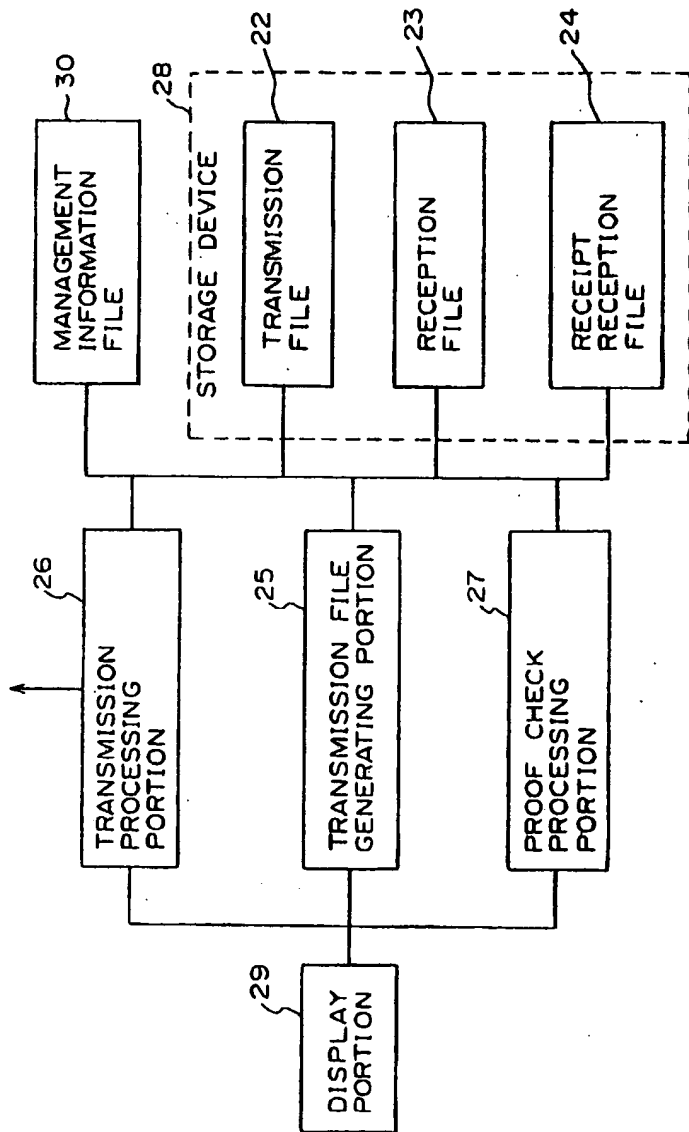 30
MANAGEMENT
INFORMATION
FILE
28
STORAGE DEVICE
22
TRANSMISSION
FILE
23
RECEPTION
FILE
24
RECEIPT
RECEPTION
FILE
26
TRANSMISSION
PROCESSING
PORTION
25
TRANSMISSION FILE
GENERATING PORTION
27
PROOF CHECK
PROCESSING
PORTION
29
DISPLAY
PORTION